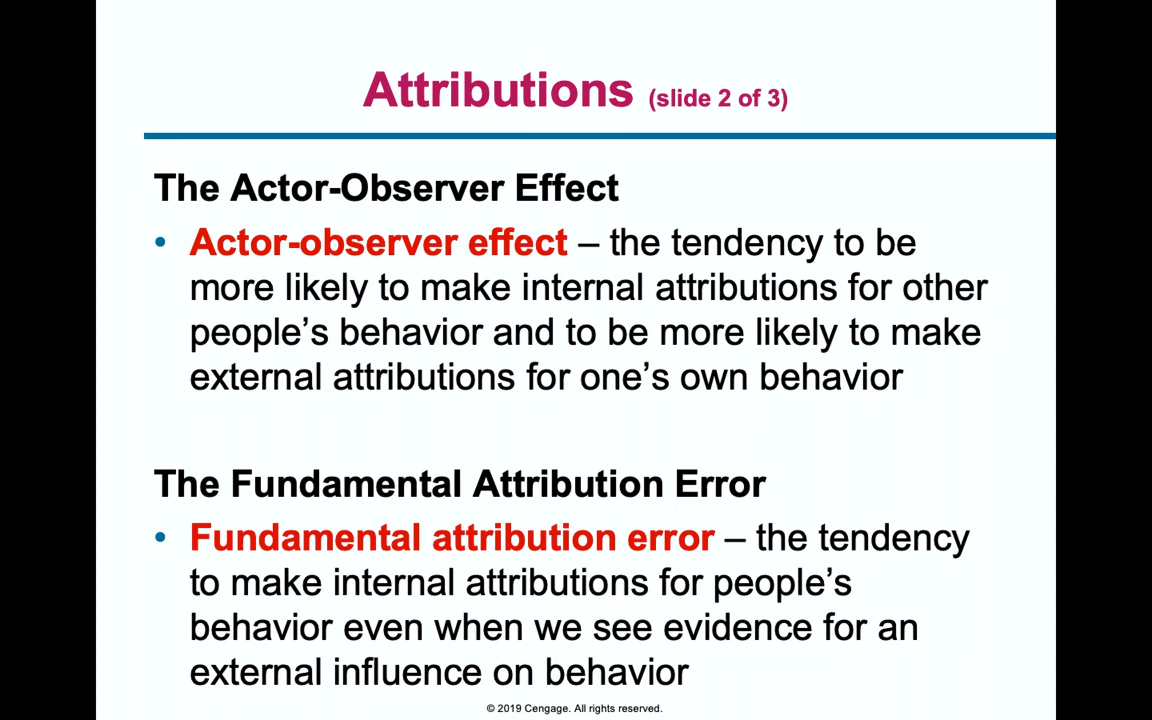 Attributions (slide 2 of 3)
The Actor-Observer Effect
• Actor-observer effect – the tendency to be
more likely to make internal attributions for other
people’s behavior and to be more likely to make
external attributions for one’s own behavior
The Fundamental Attribution Error
• Fundamental attribution error – the tendency
to make internal attributions for people’s
behavior even when we see evidence for an
external influence on behavior
© 2019 Cengage. All rights reserved.